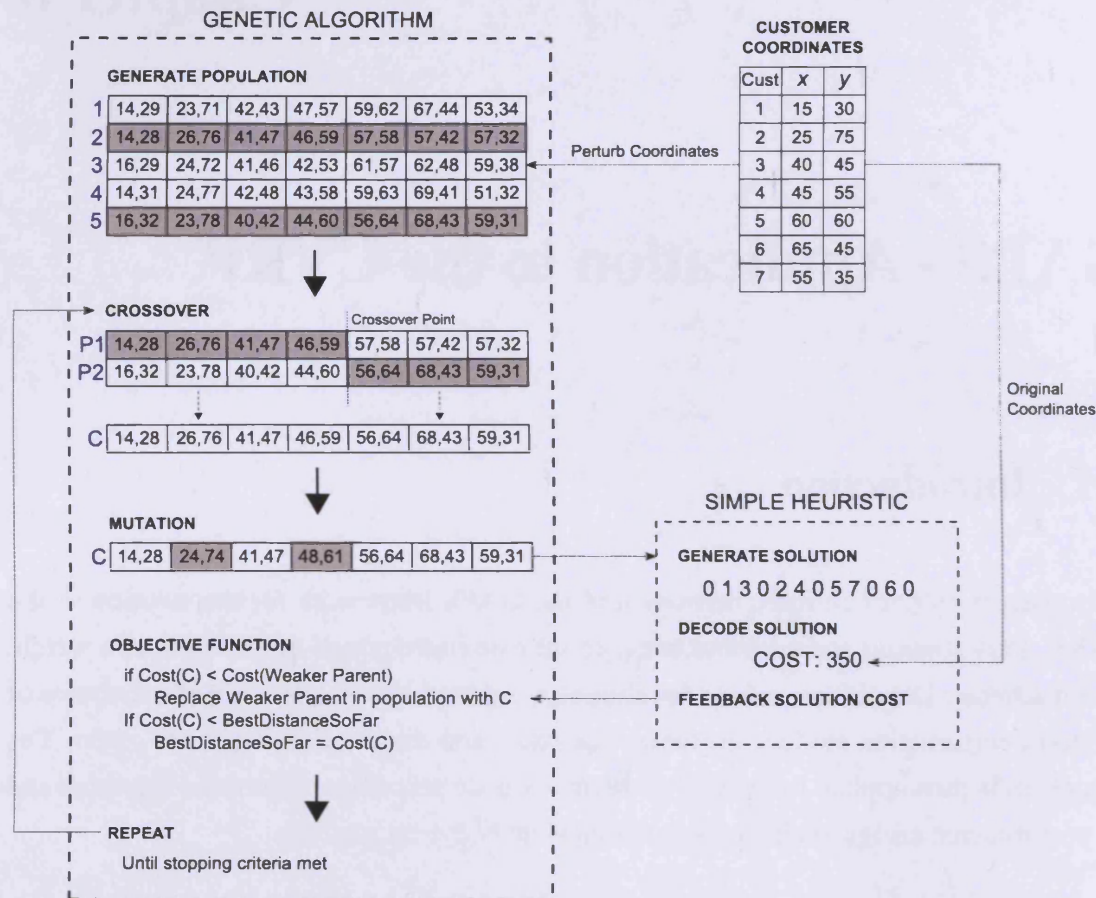 GENETIC ALGORITHM
GENERATE POPULATION
1 14,29 23,71 42,43 47,57 59,62 67,44 53,34
2 14,28 26,76 41,47 46,59 57,58 57,42 57,32
3 16,29 24,72 41,46 42,53 61,57 62,48 59,38
4 14,31 24,77 42,48 43,58 59,63 69,41 51,32
5 16,32 23,78 40,42 44,60 56,64 68,43 59,31
CROSSOVER
Crossover Point
P1 14,28 26,76 41,47 46,59 57,58 57,42 57,32
P2 16,32 23,78 40,42 44,60 56,64 68,43 59,31
C 14,28 26,76 41,47 46,59 56,64 68,43 59,31
MUTATION
C 14,28 24,74 41,47 48,61 56,64 68,43 59,31
OBJECTIVE FUNCTION
if Cost(C) < Cost(Weaker Parent)
Replace Weaker Parent in population with C
If Cost(C) < BestDistanceSoFar
BestDistanceSoFar = Cost(C)
REPEAT
Until stopping criteria met
Perturb Coordinates
CUSTOMER
COORDINATES
Cust x y
1 15 30
2 25 75
3 40 45
4 45 55
5 60 60
6 65 45
7 55 35
Original
Coordinates
SIMPLE HEURISTIC
GENERATE SOLUTION
0 1 3 0 2 4 0 5 7 0 6 0
DECODE SOLUTION
COST: 350
FEEDBACK SOLUTION COST